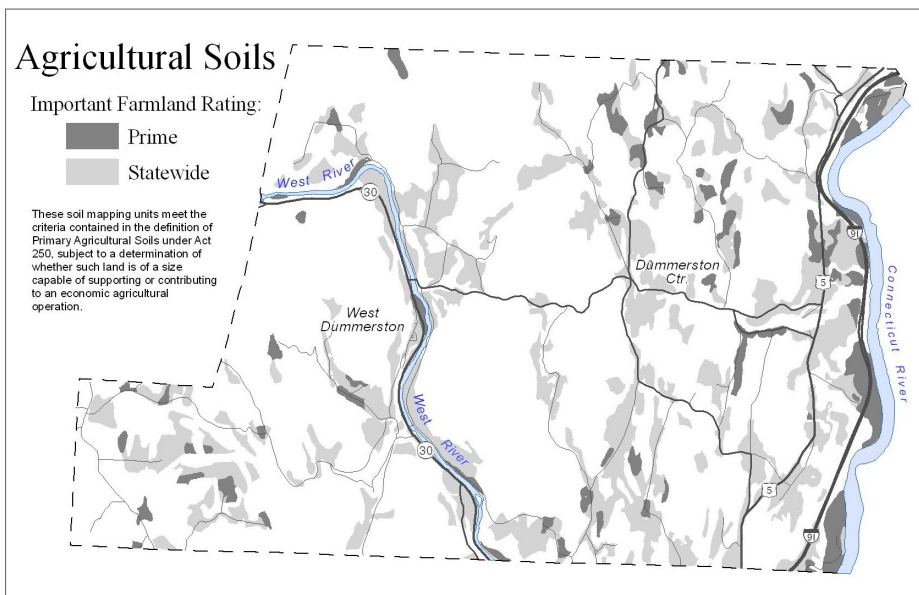 Agricultural Soils
Important Farmland Rating:
Prime
Statewide
These soil mapping units meet the
criteria contained in the definition of
Primary Agricultural Soils under Act
250, subject to a determination of
whether such land is of a size
capable of supporting or contributing
to an economic agricultural
operation.
West River
30
91
Dummerston
Ctr.
5
Connecticut River
West
Dummerston
West River
30
5
91